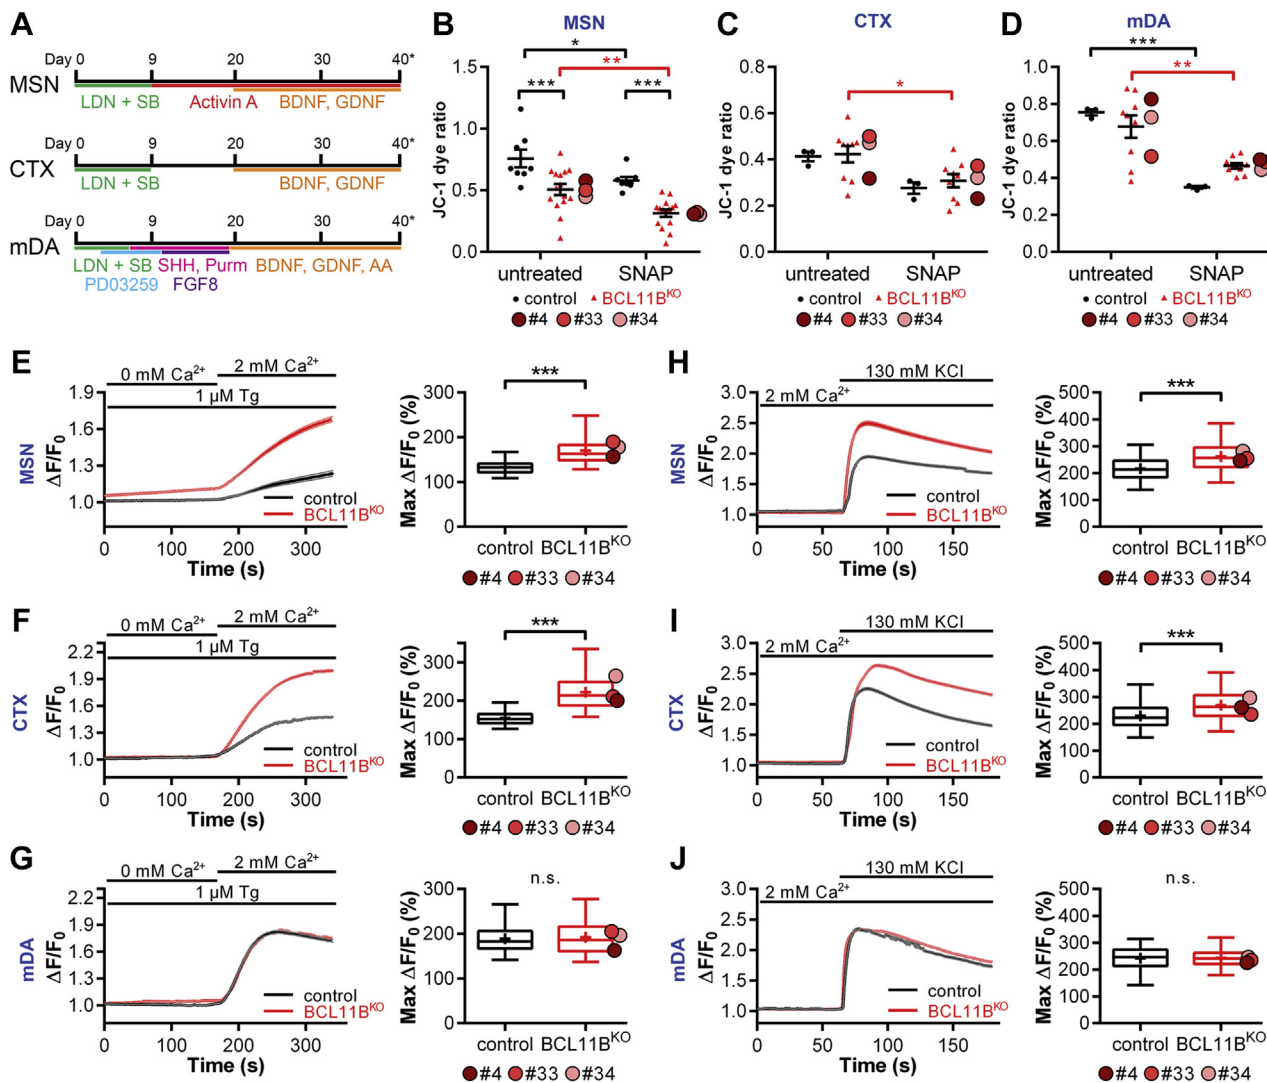 A
Day 0 9 20 30 40*
MSN
LDN + SB Activin A BDNF, GDNF
Day 0 9 20 30 40*
CTX
LDN + SB BDNF, GDNF
Day 0 9 20 30 40*
mDA
LDN + SB SHH, Purm BDNF, GDNF, AA
PD03259 FGF8
B MSN
JC-1 dye ratio
1.5
1.0
0.5
0.0
* ** *** ***
untreated SNAP
control BCL11B^KO
#4 #33 #34
C CTX
JC-1 dye ratio
0.8
0.6
0.4
0.2
0.0
*
untreated SNAP
control BCL11B^KO
#4 #33 #34
D mDA
JC-1 dye ratio
1.0
0.8
0.6
0.4
0.2
0.0
***
**
untreated SNAP
control BCL11B^KO
#4 #33 #34
E
MSN
0 mM Ca²⁺ 2 mM Ca²⁺
1 µM Tg
ΔF/F₀
1.9
1.6
1.3
1.0
control
BCL11B^KO
0 100 200 300
Time (s)
Max ΔF/F₀ (%)
300
200
100
0
***
control BCL11B^KO
#4 #33 #34
H
MSN
130 mM KCl
2 mM Ca²⁺
ΔF/F₀
3.0
2.5
2.0
1.5
1.0
control
BCL11B^KO
0 50 100 150
Time (s)
Max ΔF/F₀ (%)
500
400
300
200
100
0
***
control BCL11B^KO
#4 #33 #34
F
CTX
0 mM Ca²⁺ 2 mM Ca²⁺
1 µM Tg
ΔF/F₀
2.2
1.9
1.6
1.3
1.0
control
BCL11B^KO
0 100 200 300
Time (s)
Max ΔF/F₀ (%)
300
200
100
0
***
control BCL11B^KO
#4 #33 #34
I
CTX
130 mM KCl
2 mM Ca²⁺
ΔF/F₀
3.0
2.5
2.0
1.5
1.0
control
BCL11B^KO
0 50 100 150
Time (s)
Max ΔF/F₀ (%)
500
400
300
200
100
0
***
control BCL11B^KO
#4 #33 #34
G
mDA
0 mM Ca²⁺ 2 mM Ca²⁺
1 µM Tg
ΔF/F₀
2.2
1.9
1.6
1.3
1.0
control
BCL11B^KO
0 100 200 300
Time (s)
Max ΔF/F₀ (%)
300
200
100
0
n.s.
control BCL11B^KO
#4 #33 #34
J
mDA
130 mM KCl
2 mM Ca²⁺
ΔF/F₀
3.0
2.5
2.0
1.5
1.0
control
BCL11B^KO
0 50 100 150
Time (s)
Max ΔF/F₀ (%)
500
400
300
200
100
0
n.s.
control BCL11B^KO
#4 #33 #34